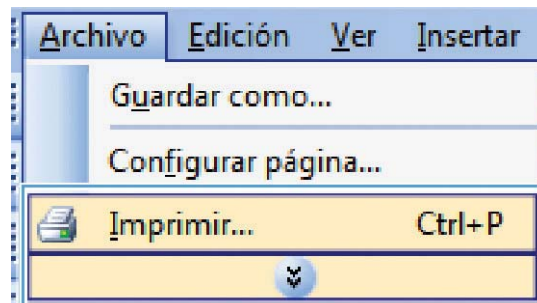 Archivo Edición Ver Insertar
Guardar como...
Configurar página...
Imprimir... Ctrl+P